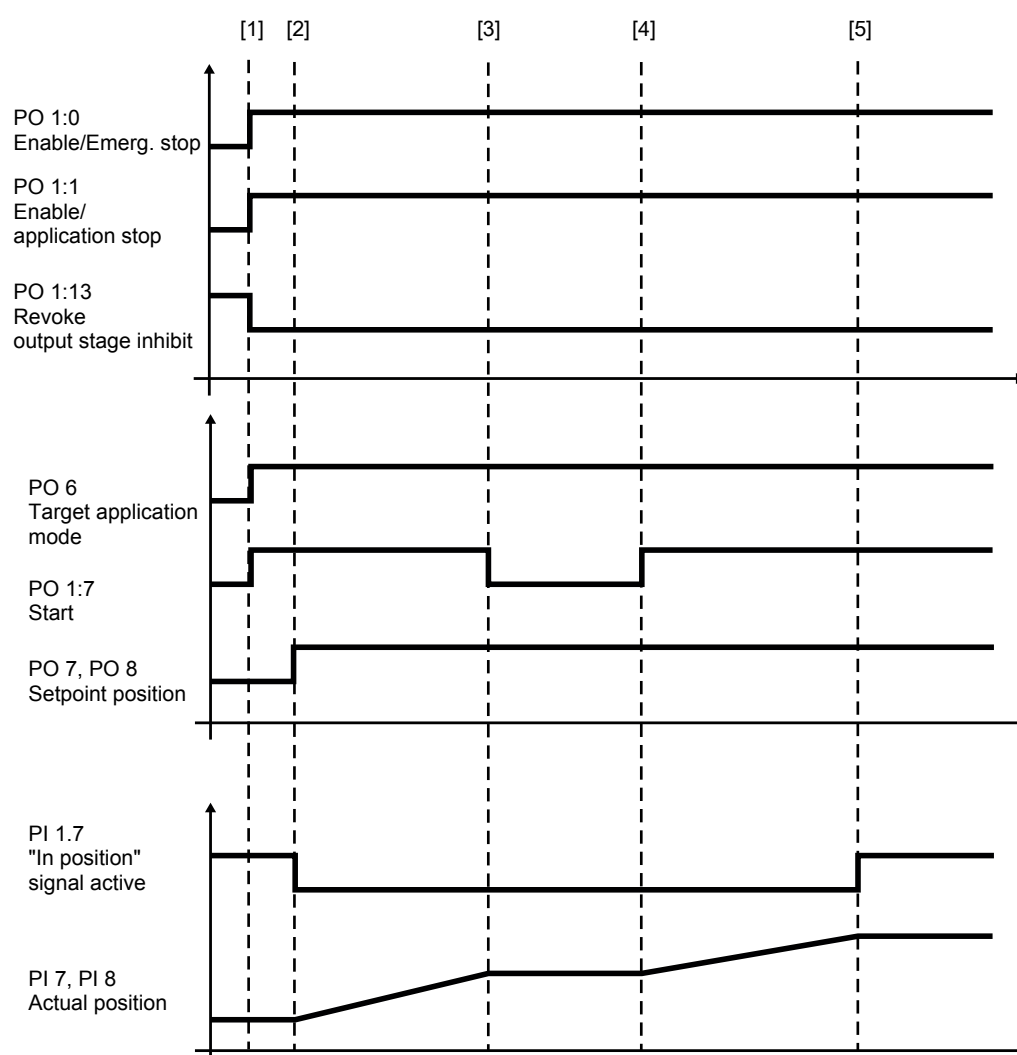 [1] [2] [3] [4] [5]
PO 1:0
Enable/Emerg. stop
PO 1:1
Enable/
application stop
PO 1:13
Revoke
output stage inhibit
PO 6
Target application
mode
PO 1:7
Start
PO 7, PO 8
Setpoint position
PI 1.7
"In position"
signal active
PI 7, PI 8
Actual position